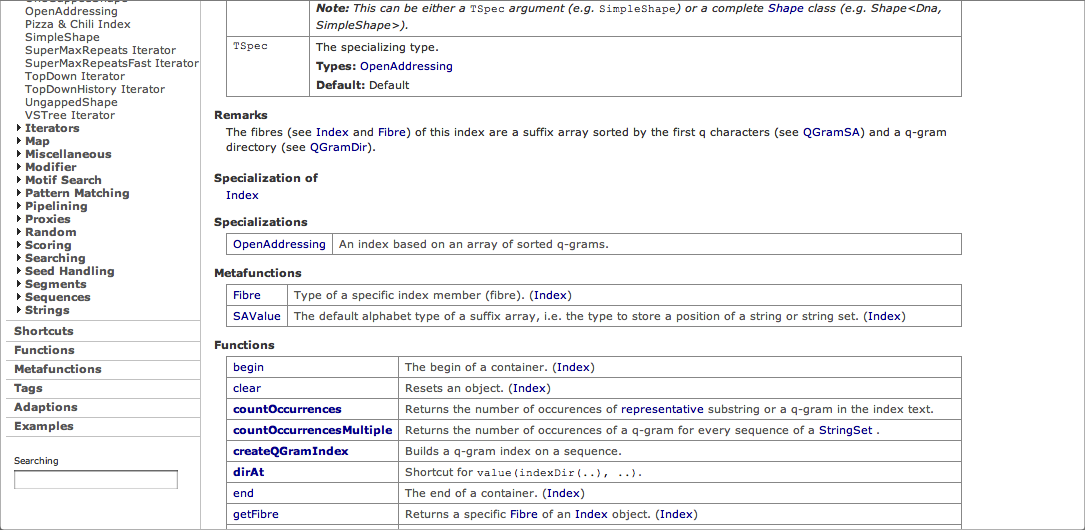 OpenAddressing
Pizza & Chili Index
SimpleShape
SuperMaxRepeats Iterator
SuperMaxRepeatsFast Iterator
TopDown Iterator
TopDownHistory Iterator
UngappedShape
VSTree Iterator
Iterators
Map
Miscellaneous
Modifier
Motif Search
Pattern Matching
Pipelining
Proxies
Random
Scoring
Searching
Seed Handling
Segments
Sequences
Strings
Shortcuts
Functions
Metafunctions
Tags
Adaptions
Examples
Searching
Note: This can be either a TSpec argument (e.g. SimpleShape) or a complete Shape class (e.g. Shape<Dna,
SimpleShape>).
TSpec The specializing type.
Types: OpenAddressing
Default: Default
Remarks
The fibres (see Index and Fibre) of this index are a suffix array sorted by the first q characters (see QGramSA) and a q-gram
directory (see QGramDir).
Specialization of
Index
Specializations
OpenAddressing An index based on an array of sorted q-grams.
Metafunctions
Fibre Type of a specific index member (fibre). (Index)
SAValue The default alphabet type of a suffix array, i.e. the type to store a position of a string or string set. (Index)
Functions
begin The begin of a container. (Index)
clear Resets an object. (Index)
countOccurrences Returns the number of occurences of representative substring or a q-gram in the index text.
countOccurrencesMultiple Returns the number of occurences of a q-gram for every sequence of a StringSet .
createQGramIndex Builds a q-gram index on a sequence.
dirAt Shortcut for value(indexDir(..), ..).
end The end of a container. (Index)
getFibre Returns a specific Fibre of an Index object. (Index)